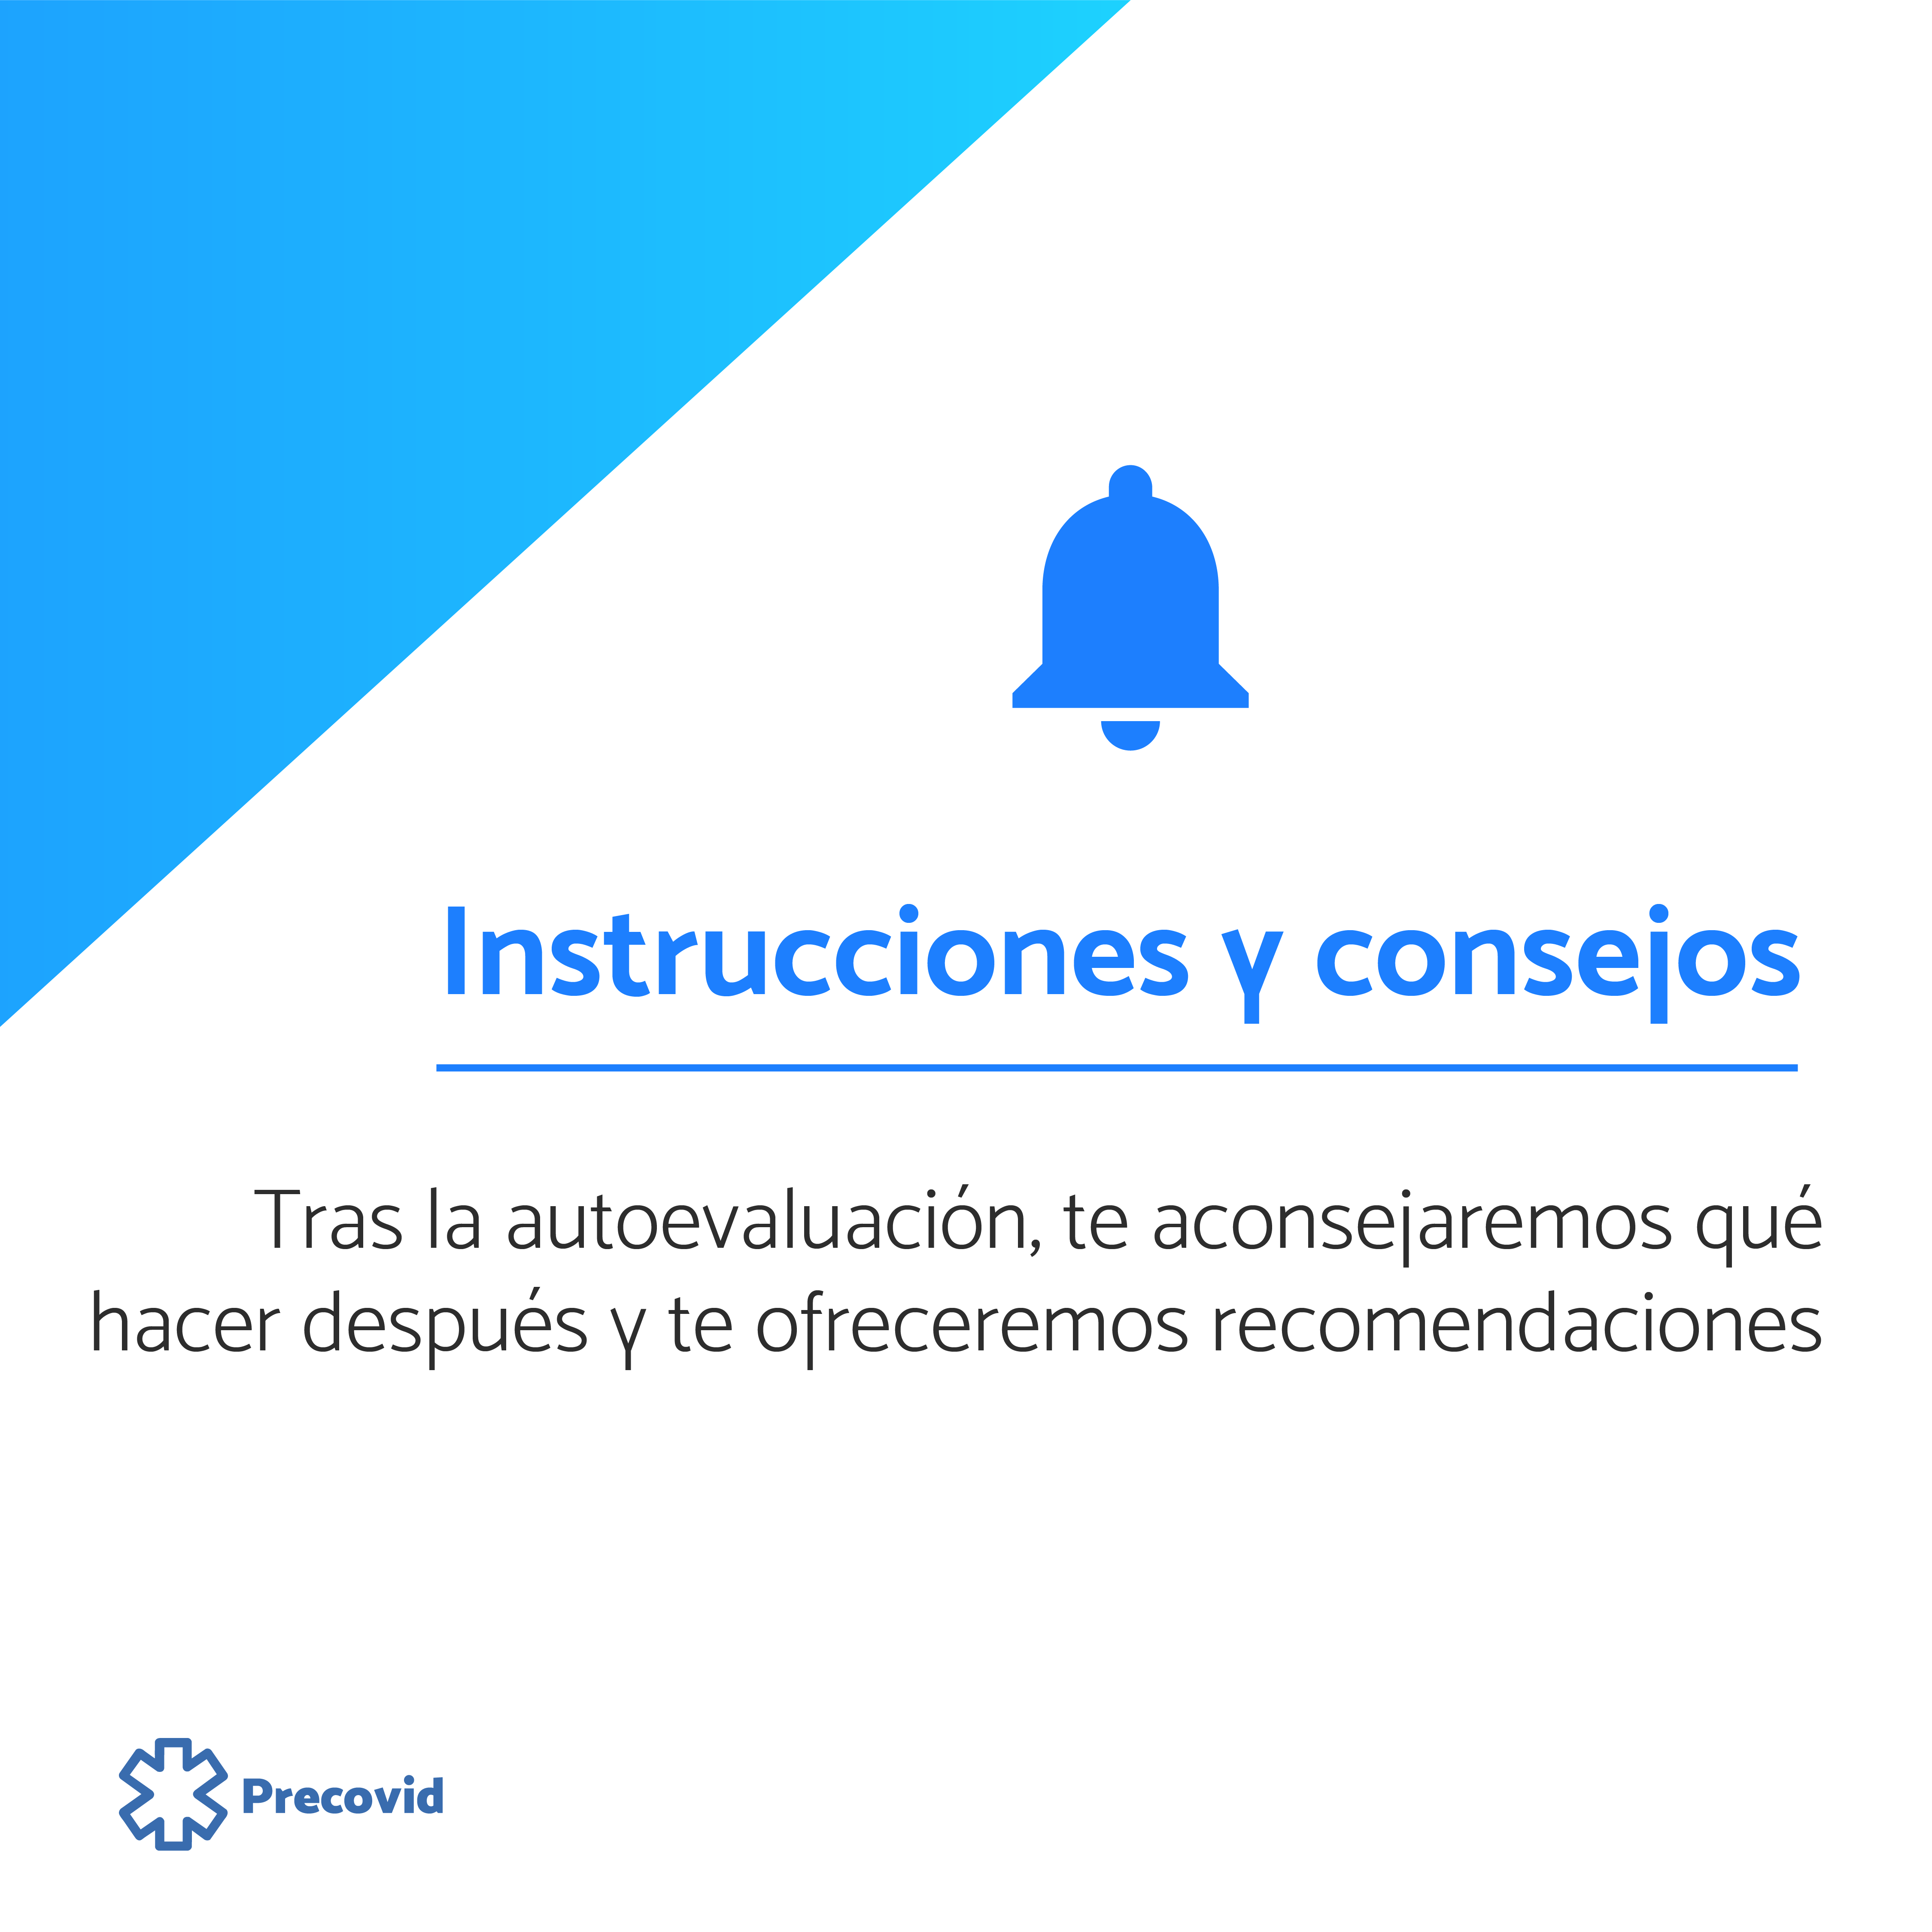 Instrucciones y consejos
Tras la autoevaluación, te aconsejaremos qué
hacer después y te ofreceremos recomendaciones
Precovid